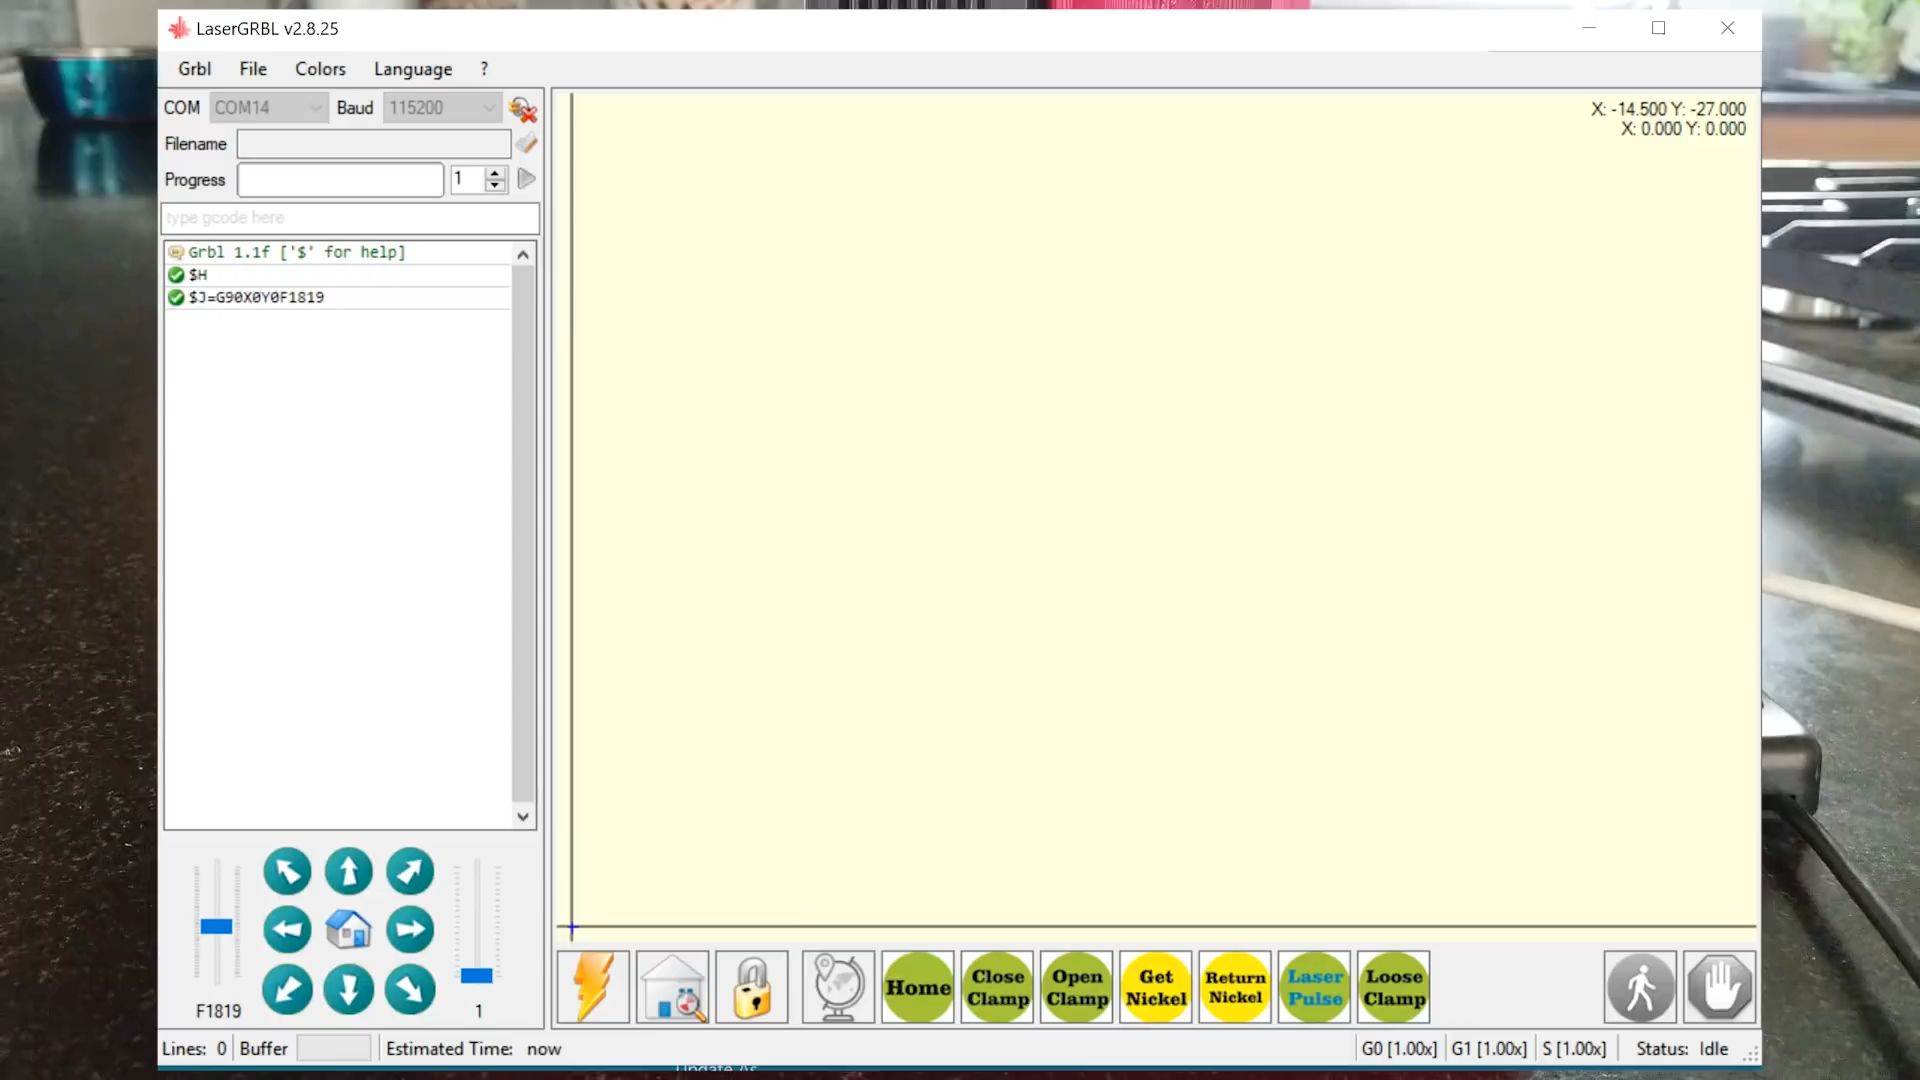 LaserGRBL v2.8.25
Grbl File Colors Language ?
COM COM14 Baud 115200
Filename
Progress 1
type gcode here
Grbl 1.1f ['$' for help]
$H
$J=G90X0Y0F1819
X: -14.500 Y: -27.000
X: 0.000 Y: 0.000
F1819
1
Home
Close
Clamp
Open
Clamp
Get
Nickel
Return
Nickel
Laser
Pulse
Loose
Clamp
Lines: 0 Buffer Estimated Time: now G0 [1.00x] G1 [1.00x] S [1.00x] Status: Idle